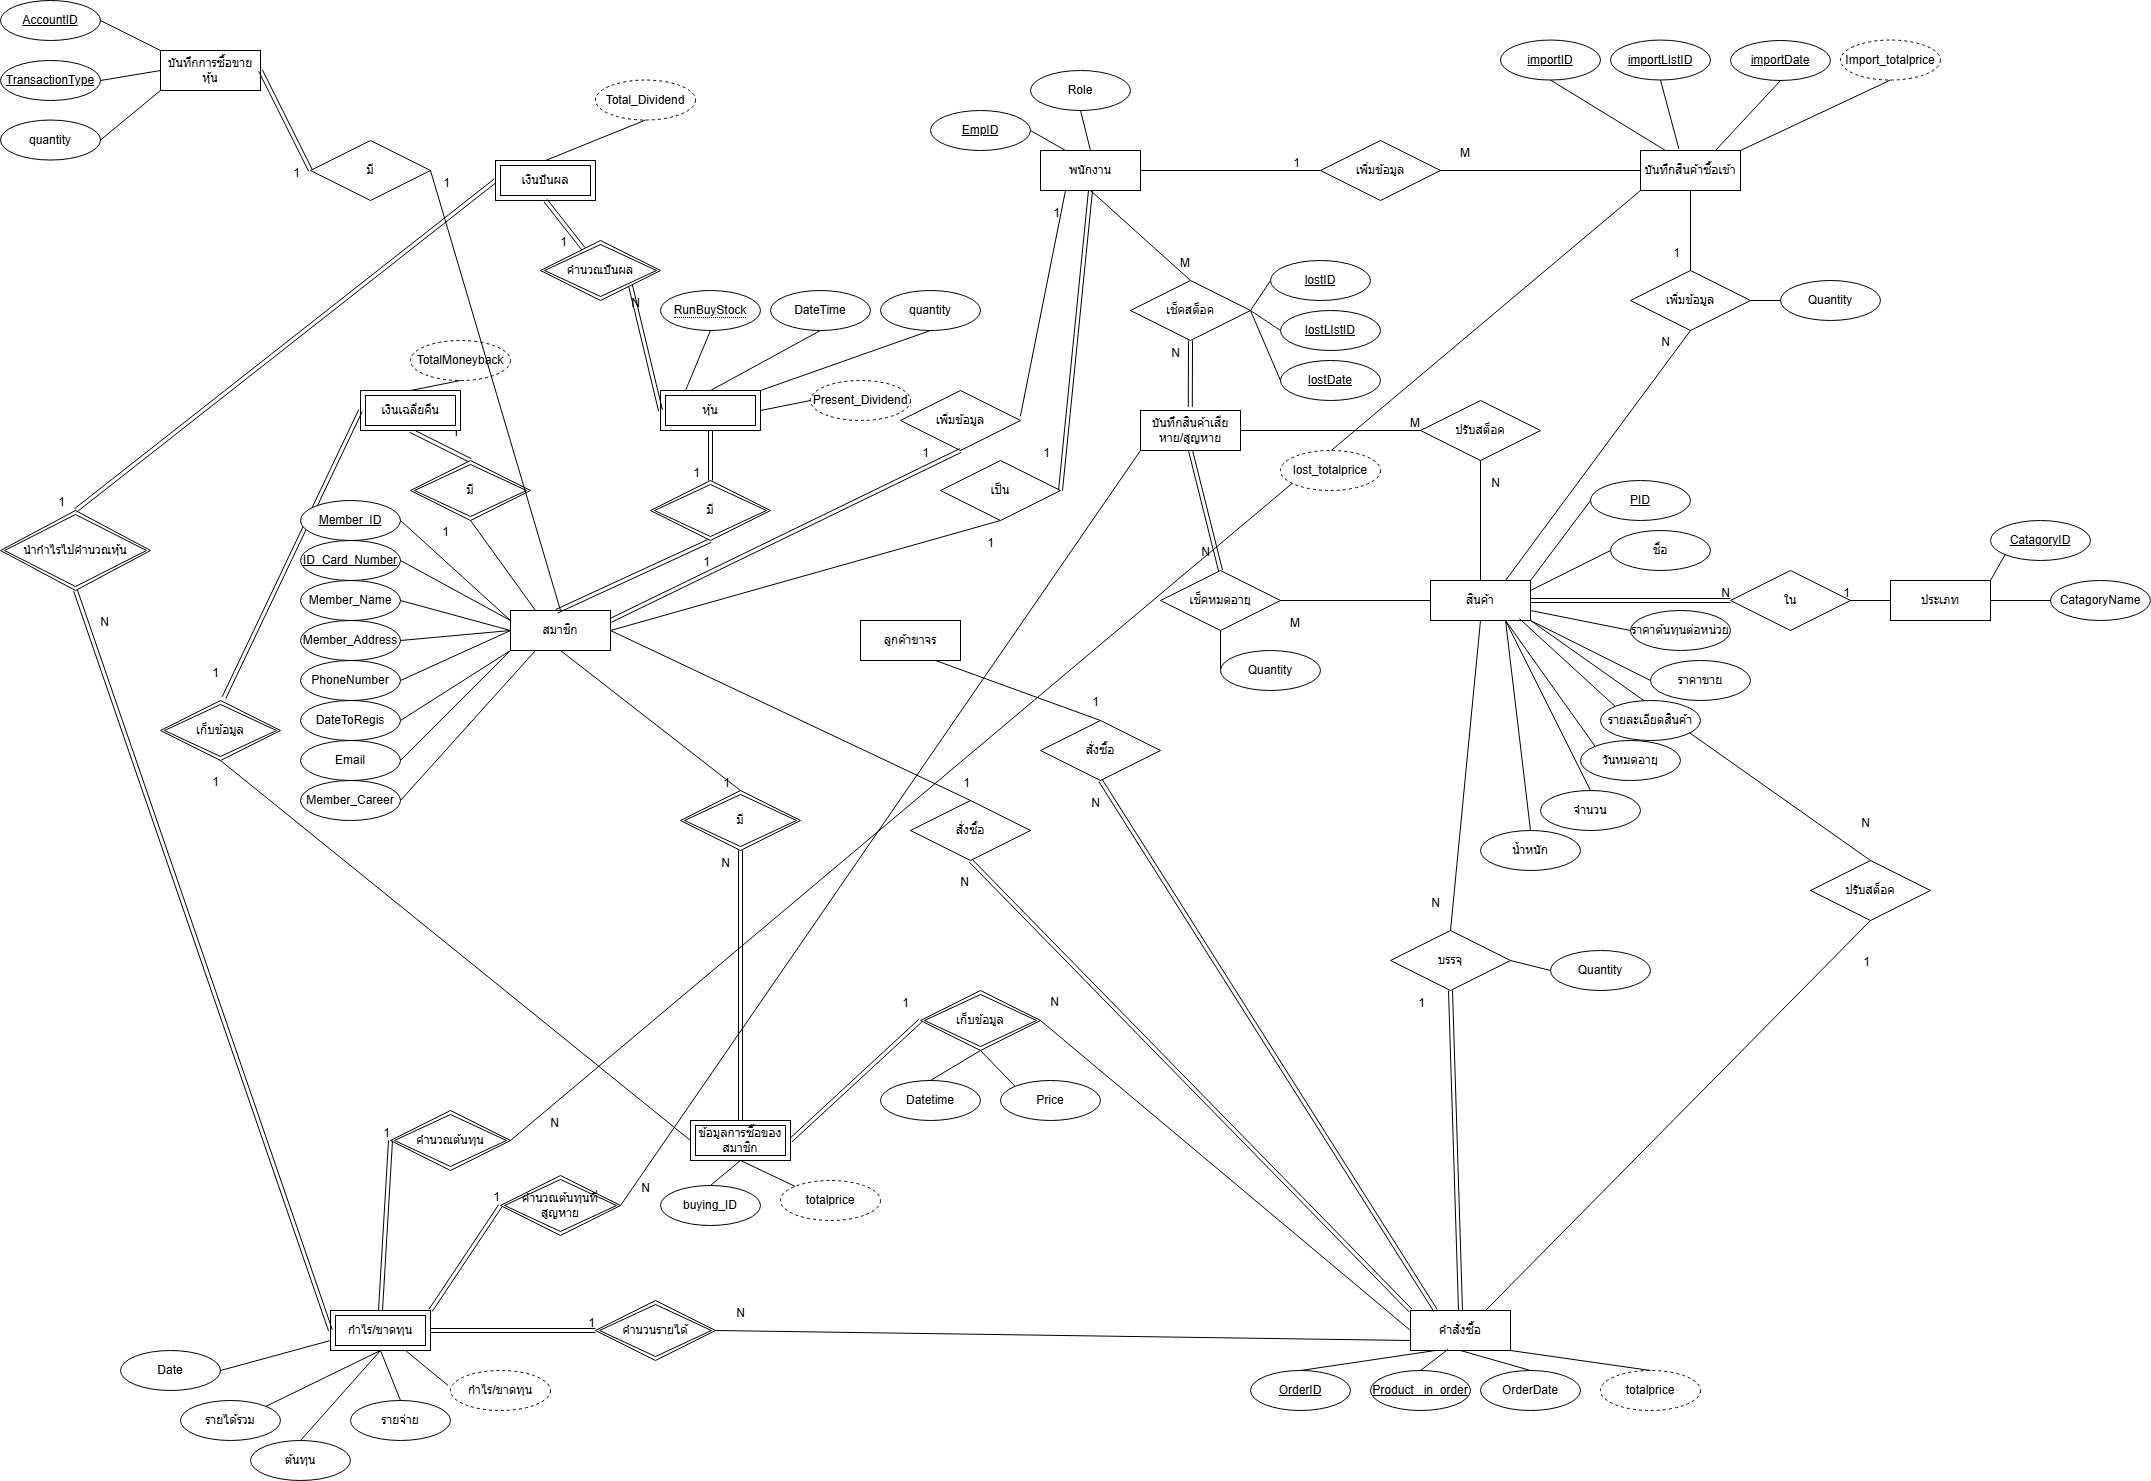 AccountID
บันทึกการซื้อขาย
หุ้น
TransactionType
quantity
1
มี
1
Total_Dividend
เงินปันผล
1
คำนวณปันผล
N
Role
EmpID
พนักงาน
1
เพิ่มข้อมูล
M
importID
importLIstID
importDate
Import_totalprice
บันทึกสินค้าซื้อเข้า
1
เพิ่มข้อมูล
Quantity
N
1
M
เช็คสต็อค
N
lostID
lostLIstID
lostDate
RunBuyStock
DateTime
quantity
TotalMoneyback
เงินเฉลี่ยคืน
1
มี
1
หุ้น
Present_Dividend
1
มี
1
เพิ่มข้อมูล
1
1
เป็น
1
บันทึกสินค้าเสีย
หาย/สูญหาย
M
ปรับสต็อค
N
lost_totalprice
1
นำกำไรไปคำนวณหุ้น
N
Member_ID
ID_Card_Number
Member_Name
Member_Address
PhoneNumber
DateToRegis
Email
Member_Career
สมาชิก
1
เก็บข้อมูล
1
ลูกค้าขาจร
1
สั่งซื้อ
N
N
เช็คหมดอายุ
M
Quantity
PID
ชื่อ
สินค้า
N
ใน
1
ประเภท
CatagoryID
CatagoryName
ราคาต้นทุนต่อหน่วย
ราคาขาย
รายละเอียดสินค้า
วันหมดอายุ
จำนวน
น้ำหนัก
1
มี
N
1
สั่งซื้อ
N
N
ปรับสต็อค
1
N
บรรจุ
Quantity
1
1
เก็บข้อมูล
N
Datetime
Price
1
คำนวณต้นทุน
N
ข้อมูลการซื้อของ
สมาชิก
buying_ID
totalprice
1
คำนวณต้นทุนที่
สูญหาย
N
กำไร/ขาดทุน
1
คำนวนรายได้
N
คำสั่งซื้อ
Date
รายได้รวม
ต้นทุน
รายจ่าย
กำไร/ขาดทุน
OrderID
Product_ in_order
OrderDate
totalprice